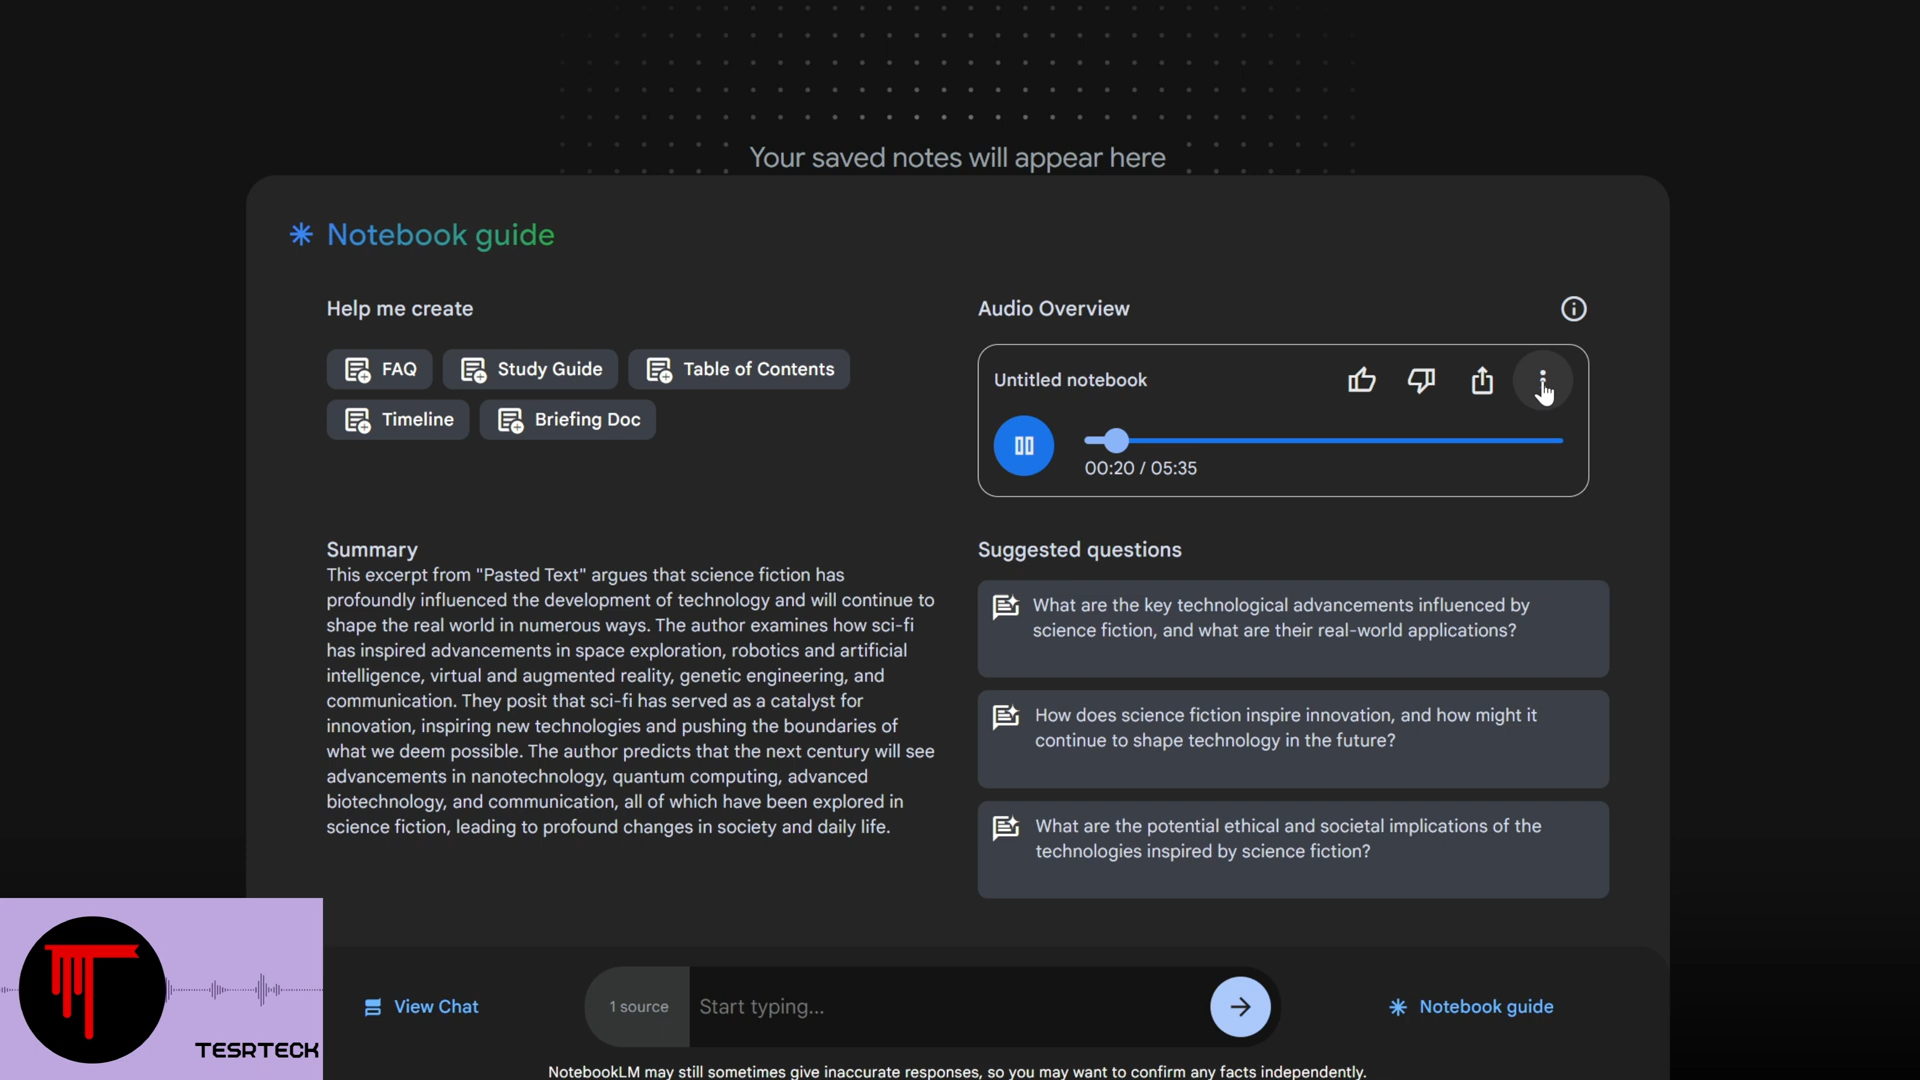 Your saved notes will appear here
Notebook guide
Help me create
FAQ
Study Guide
Table of Contents
Timeline
Briefing Doc
Audio Overview
Untitled notebook
00:20 / 05:35
Summary
This excerpt from "Pasted Text" argues that science fiction has
profoundly influenced the development of technology and will continue to
shape the real world in numerous ways. The author examines how sci-fi
has inspired advancements in space exploration, robotics and artificial
intelligence, virtual and augmented reality, genetic engineering, and
communication. They posit that sci-fi has served as a catalyst for
innovation, inspiring new technologies and pushing the boundaries of
what we deem possible. The author predicts that the next century will see
advancements in nanotechnology, quantum computing, advanced
biotechnology, and communication, all of which have been explored in
science fiction, leading to profound changes in society and daily life.
Suggested questions
What are the key technological advancements influenced by
science fiction, and what are their real-world applications?
How does science fiction inspire innovation, and how might it
continue to shape technology in the future?
What are the potential ethical and societal implications of the
technologies inspired by science fiction?
TESRTECK
View Chat
1 source
Start typing...
Notebook guide
NotebookLM may still sometimes give inaccurate responses, so you may want to confirm any facts independently.